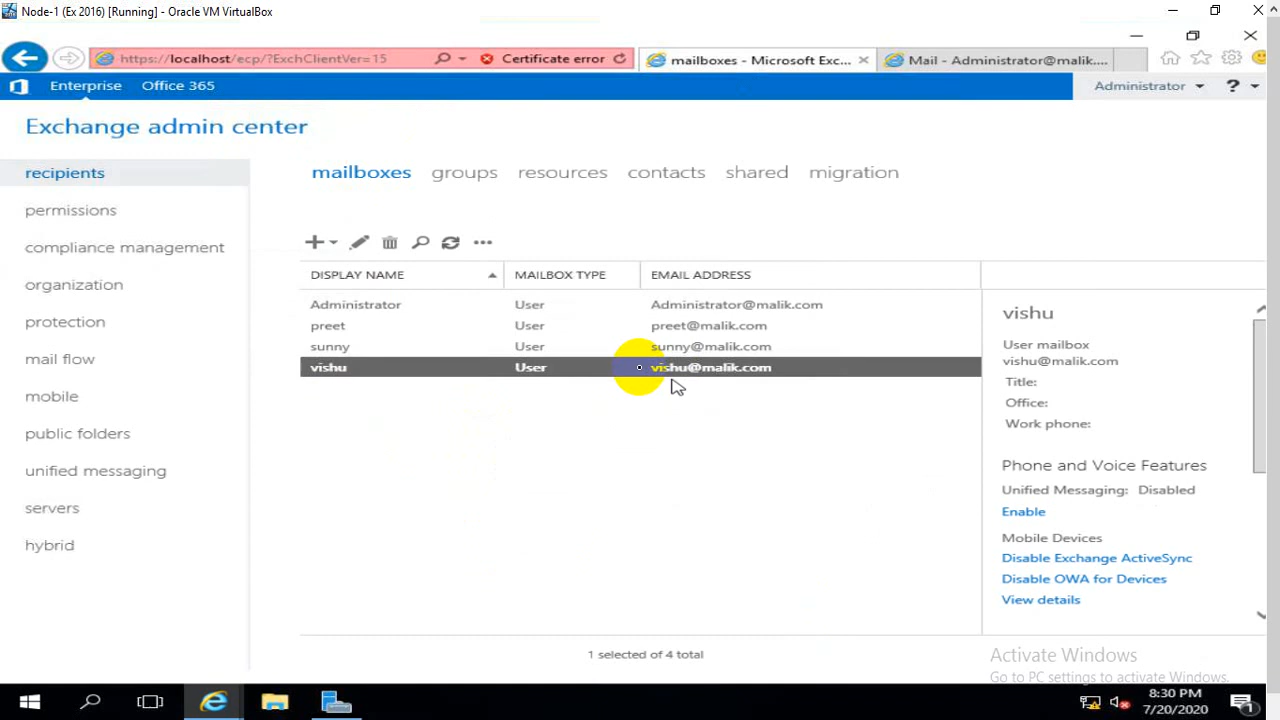 Node-1 (Ex 2016) [Running] - Oracle VM VirtualBox
https://localhost/ecp/?ExchClientVer=15
Certificate error
mailboxes - Microsoft Exc...
Mail - Administrator@malik....
Enterprise Office 365
Administrator
?
Exchange admin center
recipients
permissions
compliance management
organization
protection
mail flow
mobile
public folders
unified messaging
servers
hybrid
mailboxes groups resources contacts shared migration
DISPLAY NAME MAILBOX TYPE EMAIL ADDRESS
Administrator User Administrator@malik.com
preet User preet@malik.com
sunny User sunny@malik.com
vishu User vishu@malik.com
1 selected of 4 total
vishu
User mailbox
vishu@malik.com
Title:
Office:
Work phone:
Phone and Voice Features
Unified Messaging: Disabled
Enable
Mobile Devices
Disable Exchange ActiveSync
Disable OWA for Devices
View details
Activate Windows
Go to PC settings to activate Windows.
8:30 PM
7/20/2020
1